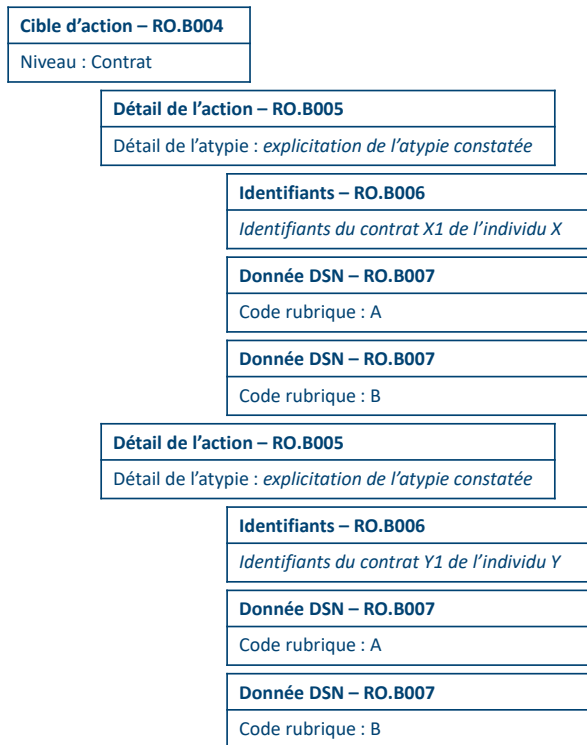 Cible d’action – RO.B004
Niveau : Contrat
Détail de l’action – RO.B005
Détail de l’atypie : explicitation de l’atypie constatée
Identifiants – RO.B006
Identifiants du contrat X1 de l’individu X
Donnée DSN – RO.B007
Code rubrique : A
Donnée DSN – RO.B007
Code rubrique : B
Détail de l’action – RO.B005
Détail de l’atypie : explicitation de l’atypie constatée
Identifiants – RO.B006
Identifiants du contrat Y1 de l’individu Y
Donnée DSN – RO.B007
Code rubrique : A
Donnée DSN – RO.B007
Code rubrique : B